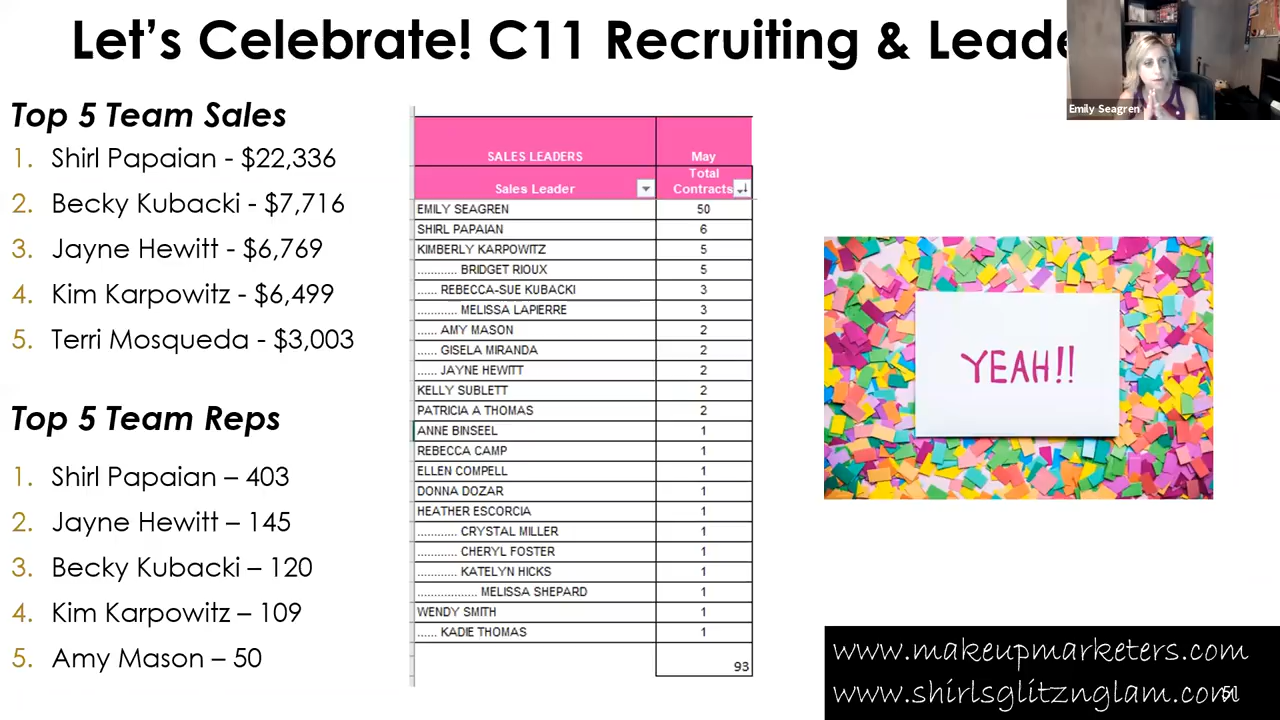 Let's Celebrate! C11 Recruiting & Leade
Emily Seagren
Top 5 Team Sales
1. Shirl Papaian - $22,336
2. Becky Kubacki - $7,716
3. Jayne Hewitt - $6,769
4. Kim Karpowitz - $6,499
5. Terri Mosqueda - $3,003
Top 5 Team Reps
1. Shirl Papaian – 403
2. Jayne Hewitt – 145
3. Becky Kubacki – 120
4. Kim Karpowitz – 109
5. Amy Mason – 50
SALES LEADERS May
Sales Leader Total Contracts
EMILY SEAGREN 50
SHIRL PAPAIAN 6
KIMBERLY KARPOWITZ 5
............ BRIDGET RIOUX 5
...... REBECCA-SUE KUBACKI 3
............ MELISSA LAPIERRE 3
...... AMY MASON 2
...... GISELA MIRANDA 2
...... JAYNE HEWITT 2
KELLY SUBLETT 2
PATRICIA A THOMAS 2
ANNE BINSEEL 1
REBECCA CAMP 1
ELLEN COMPELL 1
DONNA DOZAR 1
HEATHER ESCORCIA 1
............ CRYSTAL MILLER 1
............ CHERYL FOSTER 1
............ KATELYN HICKS 1
.................. MELISSA SHEPARD 1
WENDY SMITH 1
...... KADIE THOMAS 1
93
YEAH!!
www.makeupmarketers.com
www.shirlsglitznglam.com
51